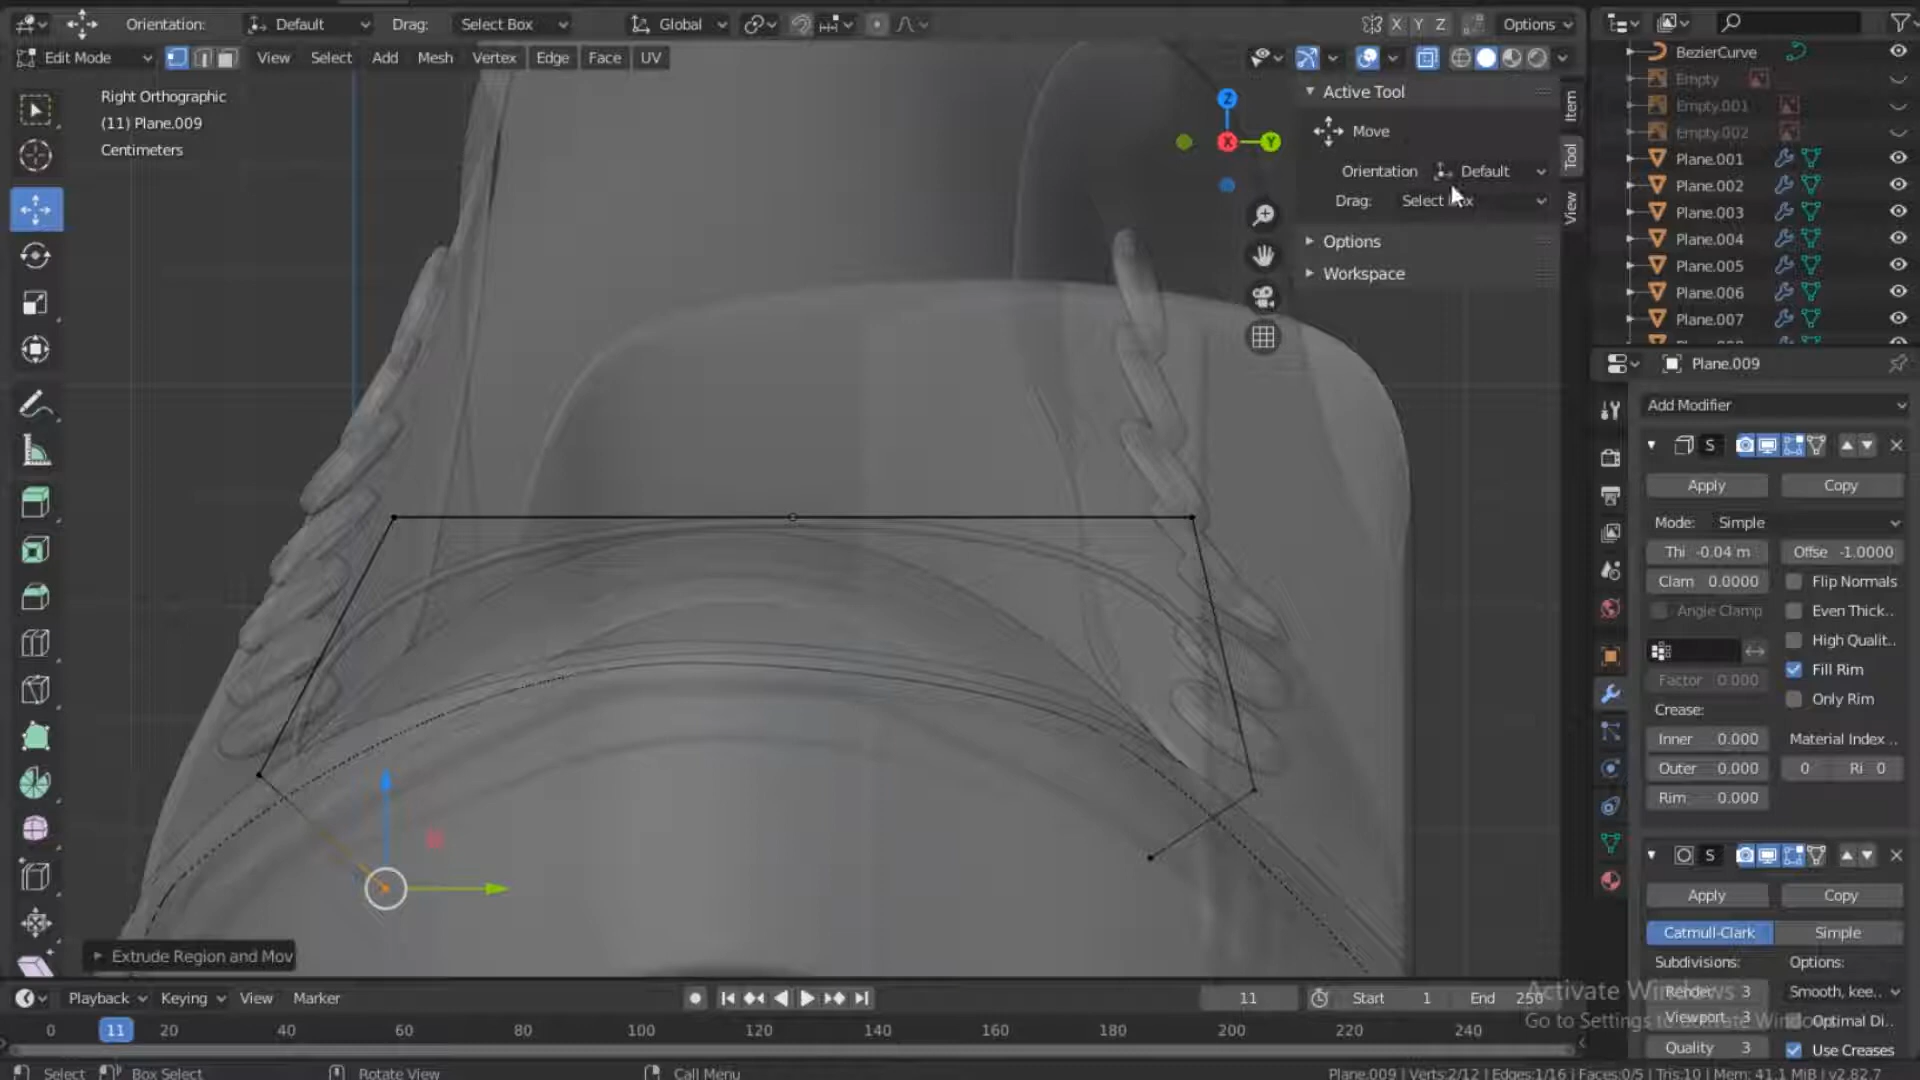 Orientation: Default Drag: Select Box Global X Y Z Options
Edit Mode View Select Add Mesh Vertex Edge Face UV
Right Orthographic
(11) Plane.009
Centimeters
Z
X
Y
Active Tool
Move
Orientation Default
Drag:
Options
Workspace
Item
Tool
View
BezierCurve
Empty
Empty.001
Empty.002
Plane.001
Plane.002
Plane.003
Plane.004
Plane.005
Plane.006
Plane.007
Plane.009
Add Modifier
S
Apply Copy
Mode: Simple
Thi -0.04 m Offse -1.0000
Clam 0.0000 Flip Normals
Angle Clamp Even Thick..
High Qualit..
Factor 0.000 Fill Rim
Crease: Only Rim
Inner 0.000 Material Index ..
Outer 0.000 0 Ri 0
Rim: 0.000
S
Apply Copy
Catmull-Clark Simple
Subdivisions: Options:
Render 3 Smooth, kee..
Viewport 3 Optimal Di..
Quality 3 Use Creases
Activate Windows
Go to Settings to activate Windows
Extrude Region and Mov
Playback Keying View Marker 11 Start 1 End 250
0 11 20 40 60 80 100 120 140 160 180 200 220 240
Select Box Select Rotate View Call Menu Plane.009 | Verts:2/12 | Edges:1/16 | Faces:0/5 | Tris:10 | Mem: 41.1 MiB | v2.82.7